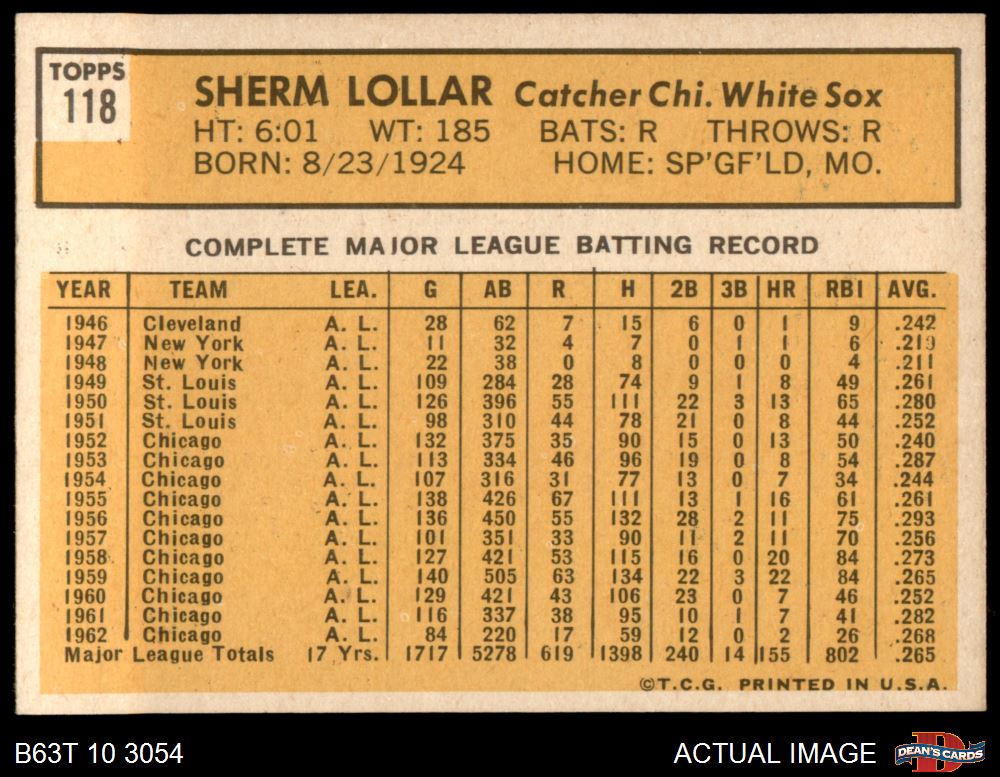 TOPPS
118
SHERM LOLLAR Catcher Chi. White Sox
HT: 6:01 WT: 185 BATS: R THROWS: R
BORN: 8/23/1924 HOME: SP'GF'LD, MO.
COMPLETE MAJOR LEAGUE BATTING RECORD
YEAR TEAM LEA. G AB R H 2B 3B HR RBI AVG.
1946 Cleveland A. L. 28 62 7 15 6 0 1 9 .242
1947 New York A. L. 11 32 4 7 0 1 1 6 .219
1948 New York A. L. 22 38 0 8 0 0 0 4 .211
1949 St. Louis A. L. 109 284 28 74 9 1 8 49 .261
1950 St. Louis A. L. 126 396 55 111 22 3 13 65 .280
1951 St. Louis A. L. 98 310 44 78 21 0 8 44 .252
1952 Chicago A. L. 132 375 35 90 15 0 13 50 .240
1953 Chicago A. L. 113 334 46 96 19 0 8 54 .287
1954 Chicago A. L. 107 316 31 77 13 0 7 34 .244
1955 Chicago A. L. 138 426 67 111 13 1 16 61 .261
1956 Chicago A. L. 136 450 55 132 28 2 11 75 .293
1957 Chicago A. L. 101 351 33 90 11 2 11 70 .256
1958 Chicago A. L. 127 421 53 115 16 0 20 84 .273
1959 Chicago A. L. 140 505 63 134 22 3 22 84 .265
1960 Chicago A. L. 129 421 43 106 23 0 7 46 .252
1961 Chicago A. L. 116 337 38 95 10 1 7 41 .282
1962 Chicago A. L. 84 220 17 59 12 0 2 26 .268
Major League Totals 17 Yrs. 1717 5278 619 1398 240 14 155 802 .265
©T.C.G. PRINTED IN U.S.A.
B63T 10 3054 ACTUAL IMAGE DEAN'S CARDS